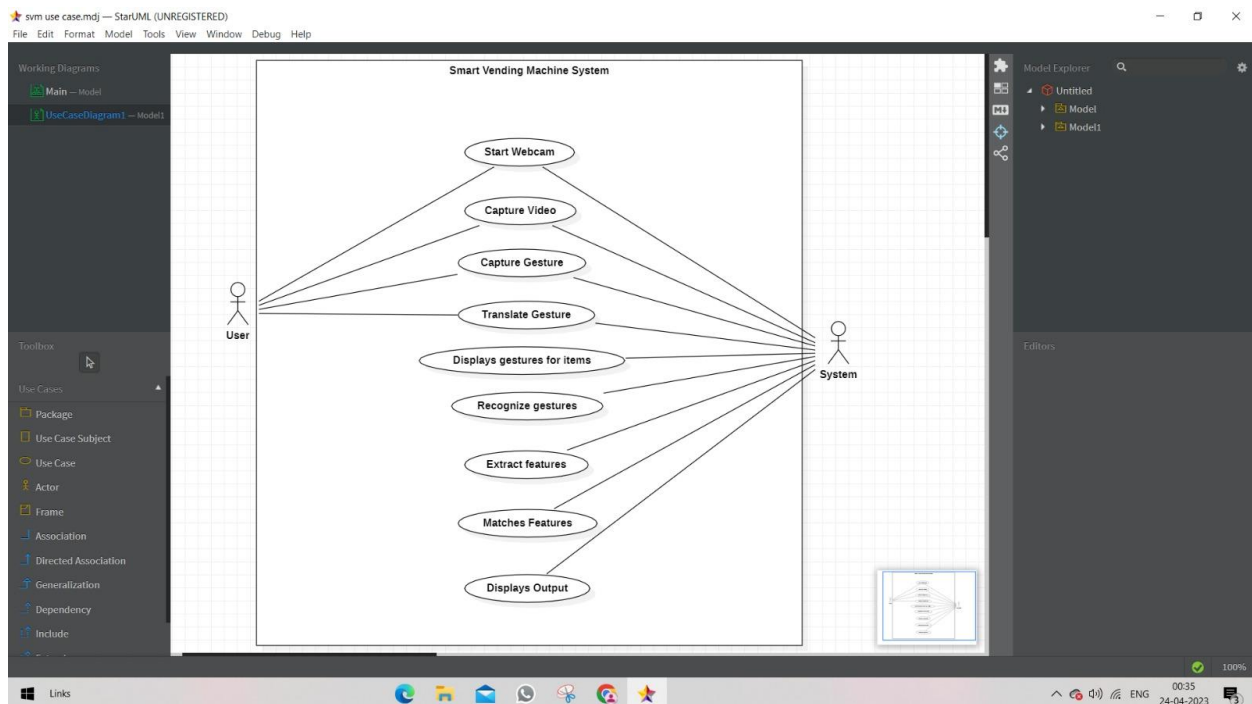 svm use case.mdj — StarUML (UNREGISTERED)
File Edit Format Model Tools View Window Debug Help
Working Diagrams
Main — Model
UseCaseDiagram1 — Model1
Toolbox
Use Cases
Package
Use Case Subject
Use Case
Actor
Frame
Association
Directed Association
Generalization
Dependency
Include
Smart Vending Machine System
Start Webcam
Capture Video
Capture Gesture
Translate Gesture
User
Displays gestures for items
System
Recognize gestures
Extract features
Matches Features
Displays Output
Model Explorer
Untitled
Model
Model1
Editors
100%
Links
ENG
00:35
24-04-2023
3